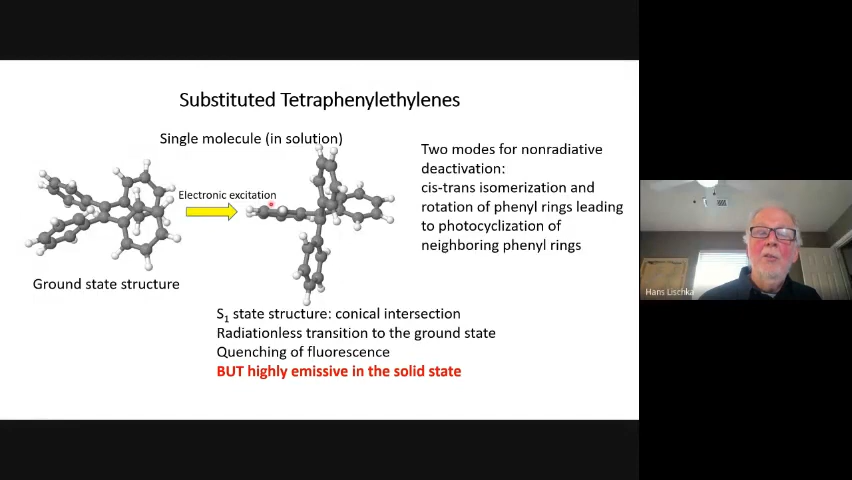 Substituted Tetraphenylethylenes
Single molecule (in solution)
Electronic excitation
Ground state structure
Two modes for nonradiative
deactivation:
cis-trans isomerization and
rotation of phenyl rings leading
to photocyclization of
neighboring phenyl rings
S₁ state structure: conical intersection
Radiationless transition to the ground state
Quenching of fluorescence
BUT highly emissive in the solid state
Hans Lischka